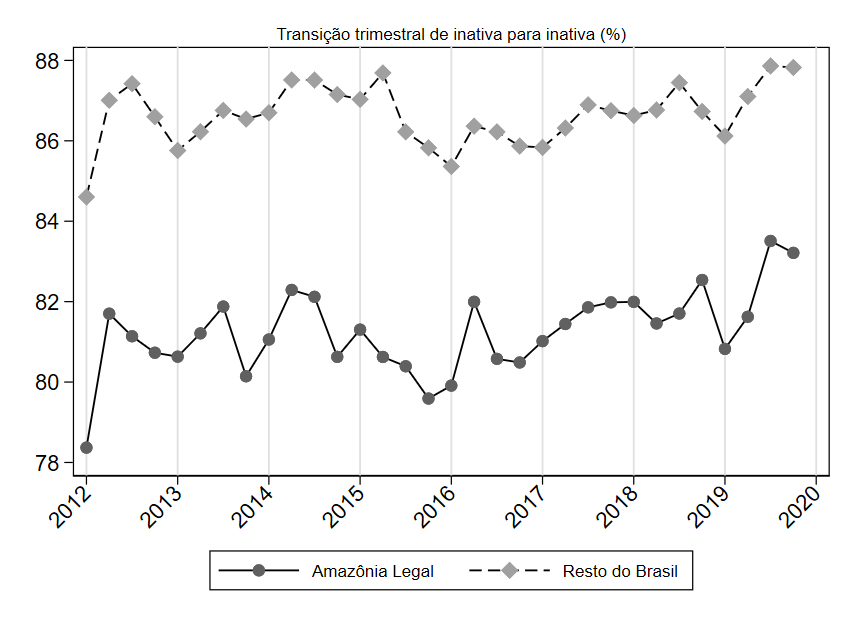 Transição trimestral de inativa para inativa (%)
88
86
84
82
80
78
2012 2013 2014 2015 2016 2017 2018 2019 2020
Amazônia Legal Resto do Brasil